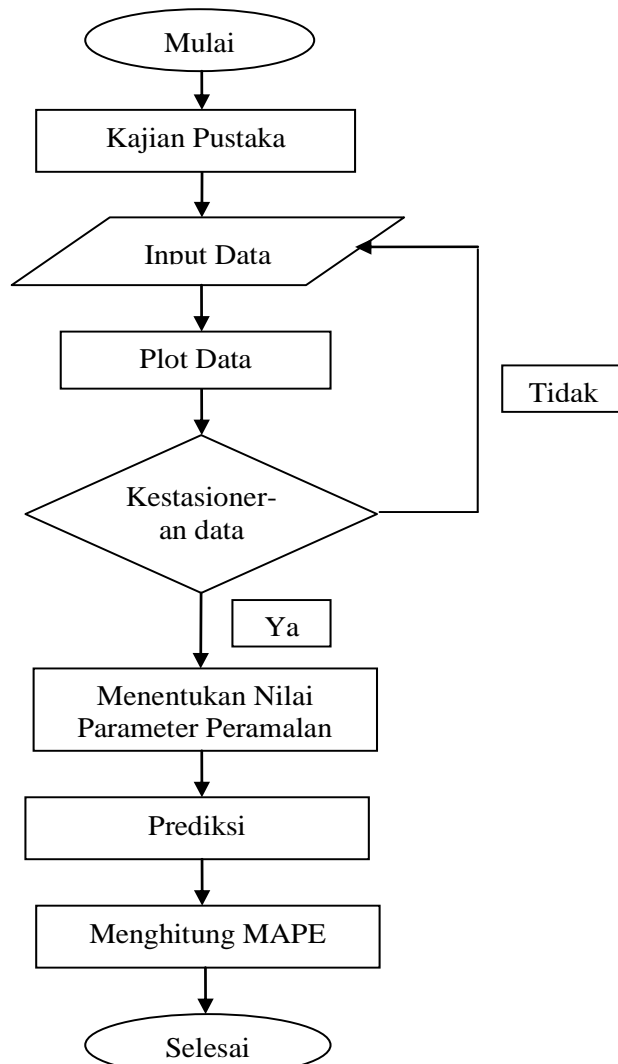 Mulai
Kajian Pustaka
Input Data
Plot Data
Tidak
Kestasioner-
an data
Ya
Menentukan Nilai
Parameter Peramalan
Prediksi
Menghitung MAPE
Selesai